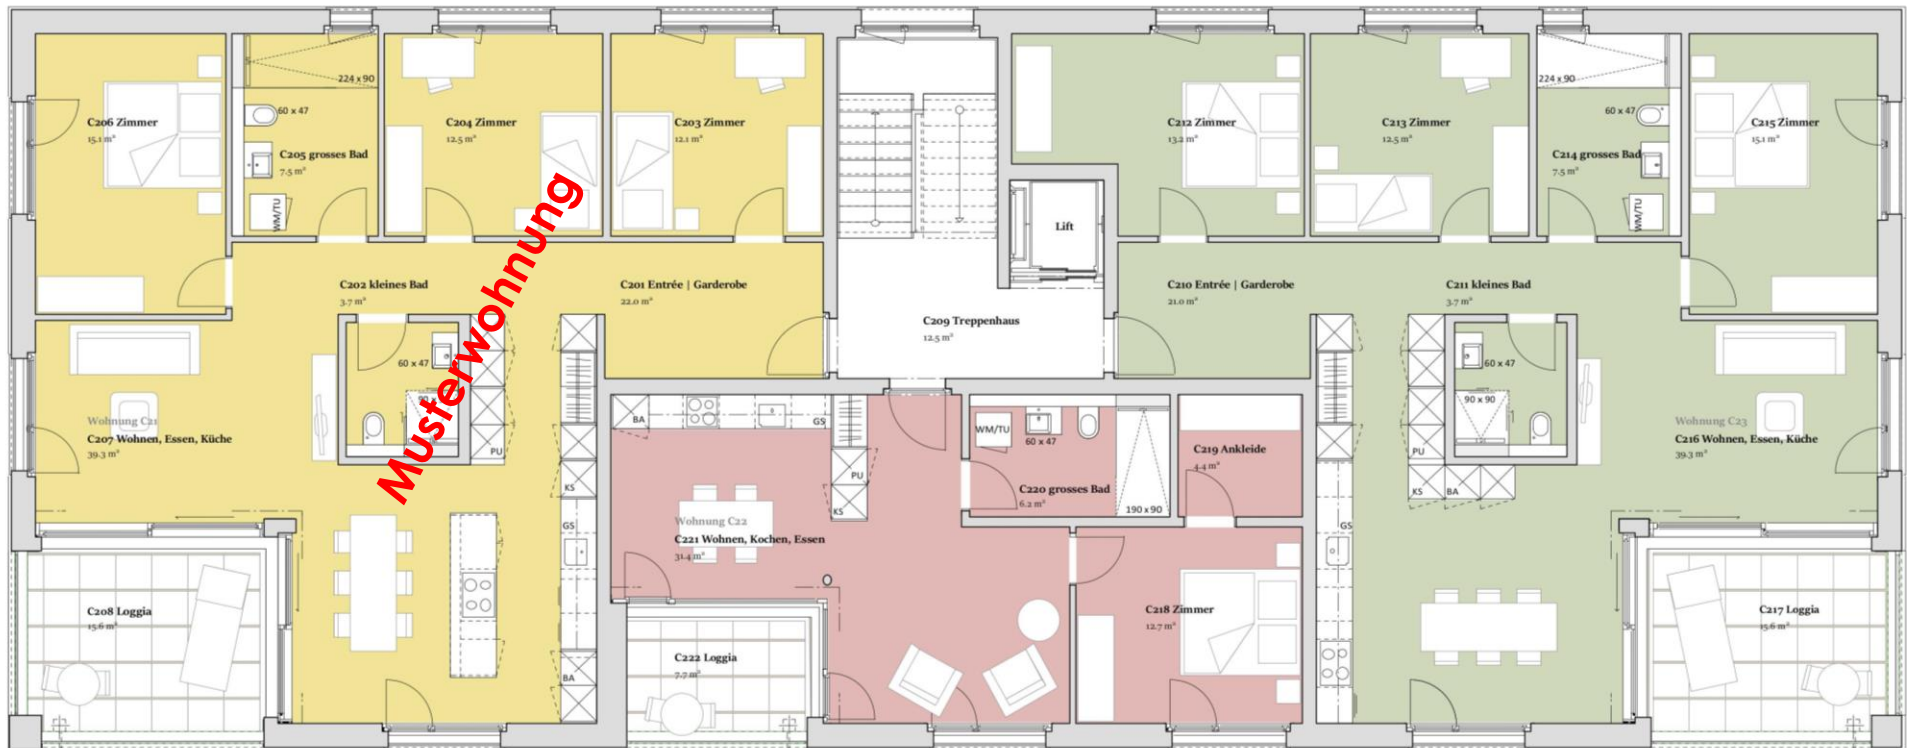 C206 Zimmer
15.1 m²
224 x 90
60 x 47
C205 grosses Bad
7.5 m²
WM/TU
C204 Zimmer
12.5 m²
C203 Zimmer
12.1 m²
C212 Zimmer
13.2 m²
C213 Zimmer
12.5 m²
224 x 90
60 x 47
C214 grosses Bad
7.5 m²
WM/TU
C215 Zimmer
15.1 m²
Lift
C202 kleines Bad
3.7 m²
C201 Entrée | Garderobe
22.0 m²
C209 Treppenhaus
12.5 m²
C210 Entrée | Garderobe
21.0 m²
C211 kleines Bad
3.7 m²
Musterwohnung
60 x 47
90 x
PU
KS
GS
BA
Wohnung C21
C207 Wohnen, Essen, Küche
39.3 m²
C208 Loggia
15.6 m²
BA
GS
PU
KS
Wohnung C22
C221 Wohnen, Kochen, Essen
31.4 m²
C222 Loggia
7.7 m²
WM/TU
60 x 47
C220 grosses Bad
6.2 m²
190 x 90
C219 Ankleide
4.4 m²
C218 Zimmer
12.7 m²
60 x 47
90 x 90
PU
KS
BA
GS
Wohnung C23
C216 Wohnen, Essen, Küche
39.3 m²
C217 Loggia
15.6 m²